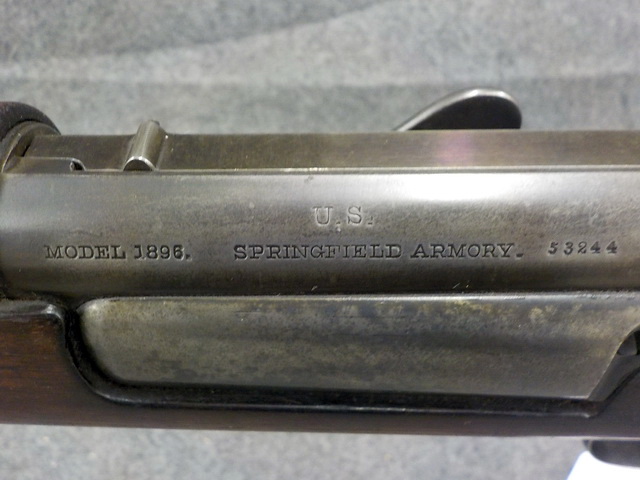 U.S.
MODEL 1896. SPRINGFIELD ARMORY. 53244